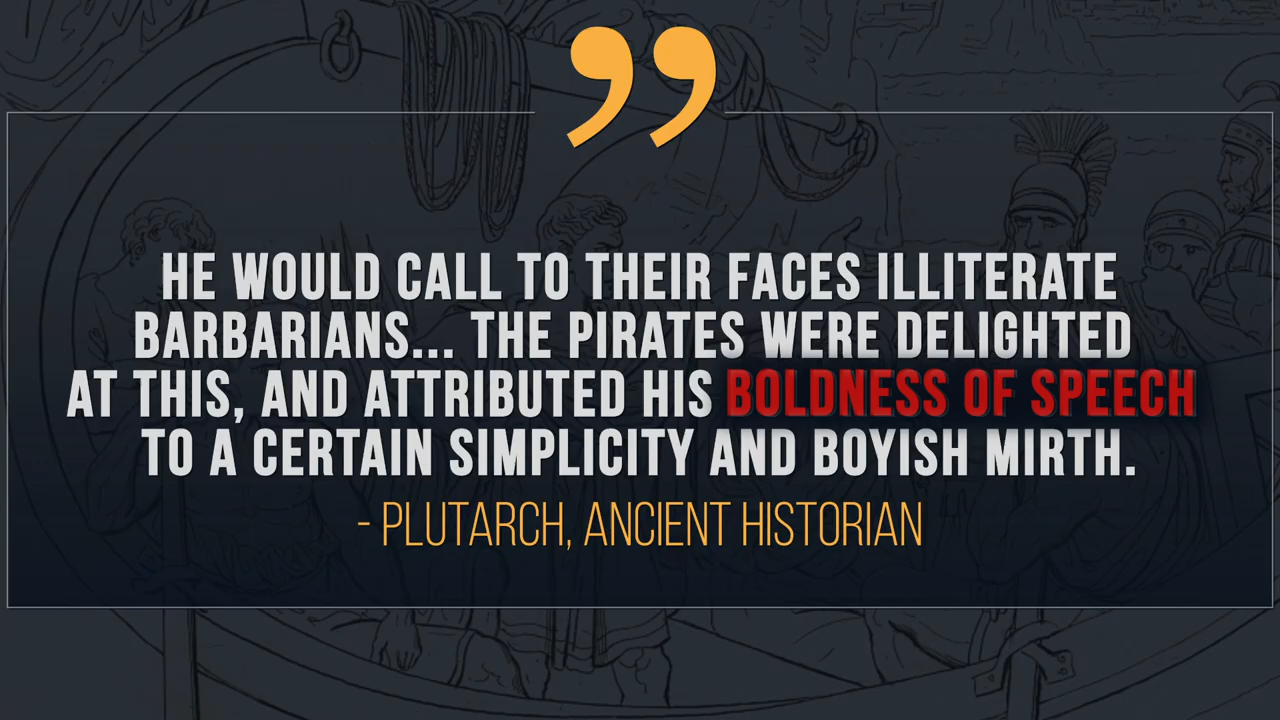 ”
HE WOULD CALL TO THEIR FACES ILLITERATE
BARBARIANS... THE PIRATES WERE DELIGHTED
AT THIS, AND ATTRIBUTED HIS BOLDNESS OF SPEECH
TO A CERTAIN SIMPLICITY AND BOYISH MIRTH.
- PLUTARCH, ANCIENT HISTORIAN